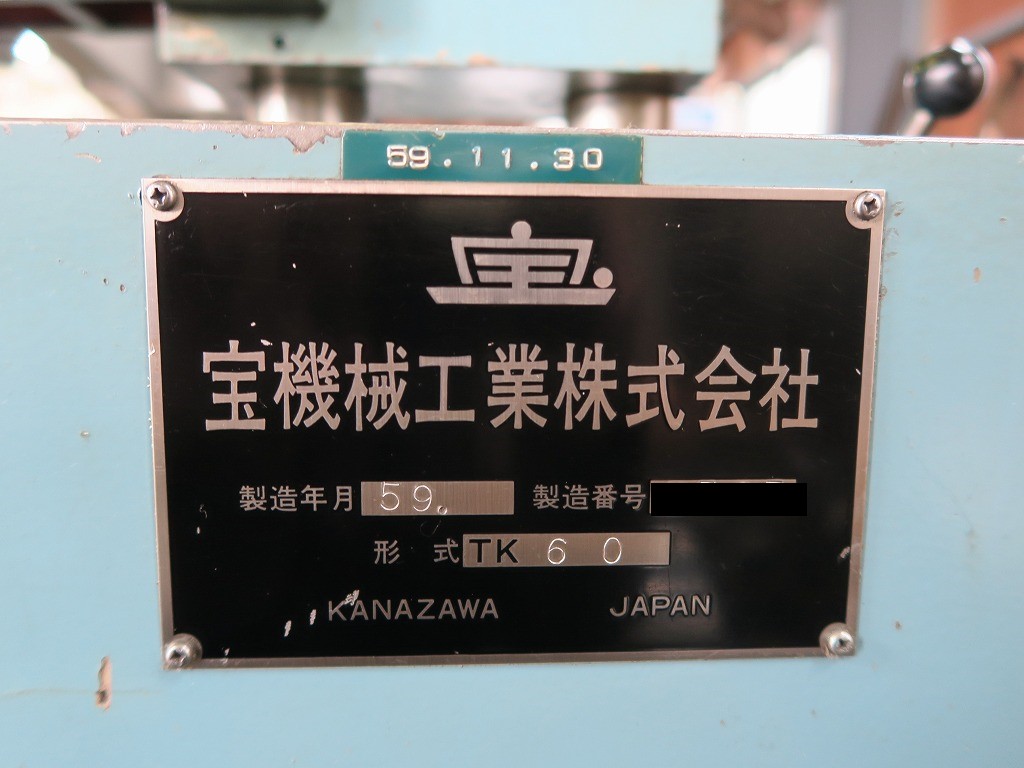 59.11.30
宝
宝機械工業株式会社
製造年月 59. 製造番号
形 式 TK 6 0
KANAZAWA JAPAN